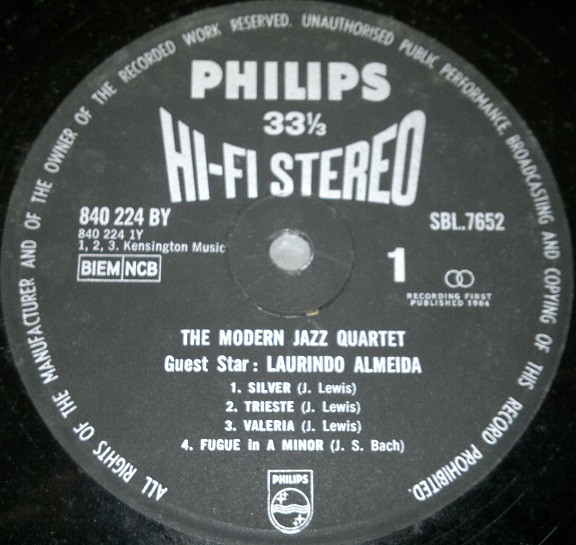 ALL RIGHTS OF THE MANUFACTURER AND OF THE OWNER OF THE RECORDED WORK RESERVED. UNAUTHORISED PUBLIC PERFORMANCE BROADCASTING AND COPYING OF THIS RECORD PROHIBITED.
PHILIPS
33⅓
HI-FI STEREO
840 224 BY
SBL.7652
840 224 1Y
1, 2, 3. Kensington Music
BIEM NCB
1
RECORDING FIRST
PUBLISHED 1964
THE MODERN JAZZ QUARTET
Guest Star: LAURINDO ALMEIDA
1. SILVER (J. Lewis)
2. TRIESTE (J. Lewis)
3. VALERIA (J. Lewis)
4. FUGUE in A MINOR (J. S. Bach)
PHILIPS